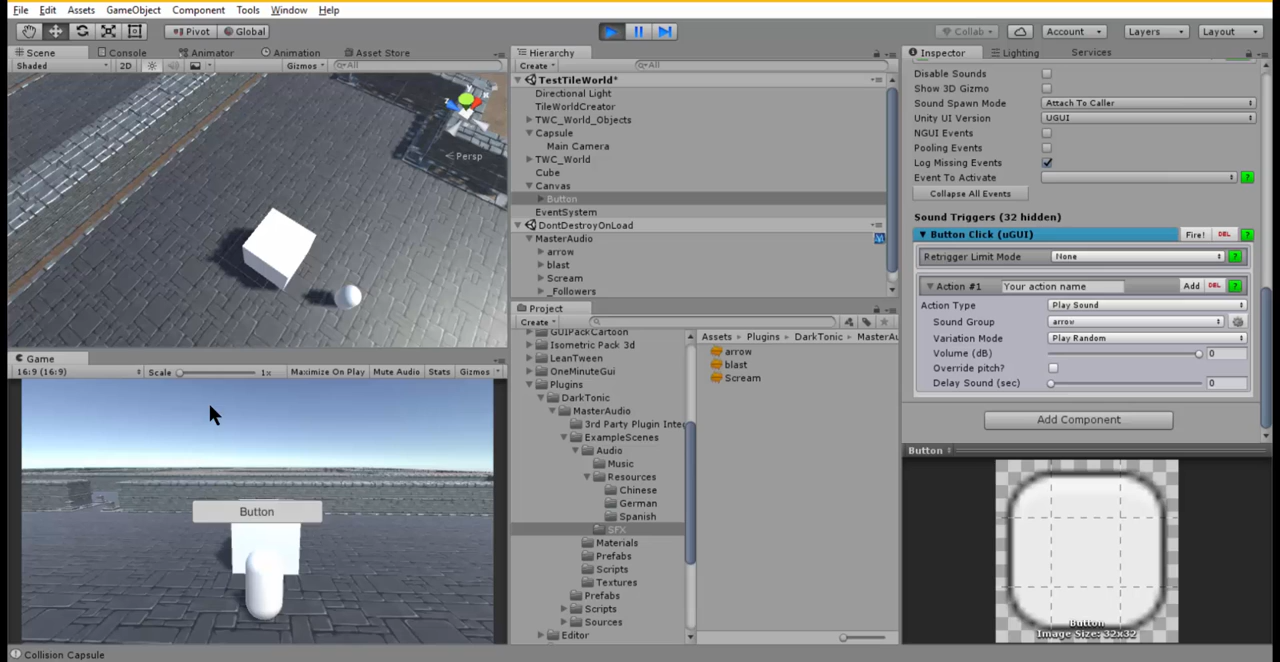 File Edit Assets GameObject Component Tools Window Help
Pivot Global Collab Account Layers Layout
Scene Console Animator Animation Asset Store
Shaded 2D Gizmos All
Persp
Game
16:9 (16:9) Scale 1x Maximize On Play Mute Audio Stats Gizmos
Button
Collision Capsule
Hierarchy
Create All
TestTileWorld*
Directional Light
TileWorldCreator
TWC_World_Objects
Capsule
Main Camera
TWC_World
Cube
Canvas
Button
EventSystem
DontDestroyOnLoad
MasterAudio
arrow
blast
Scream
_Followers
Project
Create
GUIPackCartoon
Isometric Pack 3d
LeanTween
OneMinuteGui
Plugins
DarkTonic
MasterAudio
3rd Party Plugin Inte
ExampleScenes
Audio
Music
Resources
Chinese
German
Spanish
SFX
Materials
Prefabs
Scripts
Textures
Prefabs
Scripts
Sources
Editor
Assets Plugins DarkTonic MasterAu
arrow
blast
Scream
Inspector Lighting Services
Disable Sounds
Show 3D Gizmo
Sound Spawn Mode Attach To Caller
Unity UI Version UGUI
NGUI Events
Pooling Events
Log Missing Events
Event To Activate ?
Collapse All Events
Sound Triggers (32 hidden)
Button Click (uGUI) Fire! DEL ?
Retrigger Limit Mode None ?
Action #1 Your action name Add DEL ?
Action Type Play Sound
Sound Group arrow
Variation Mode Play Random
Volume (dB) 0
Override pitch?
Delay Sound (sec) 0
Add Component
Button
Button
Image Size: 32x32